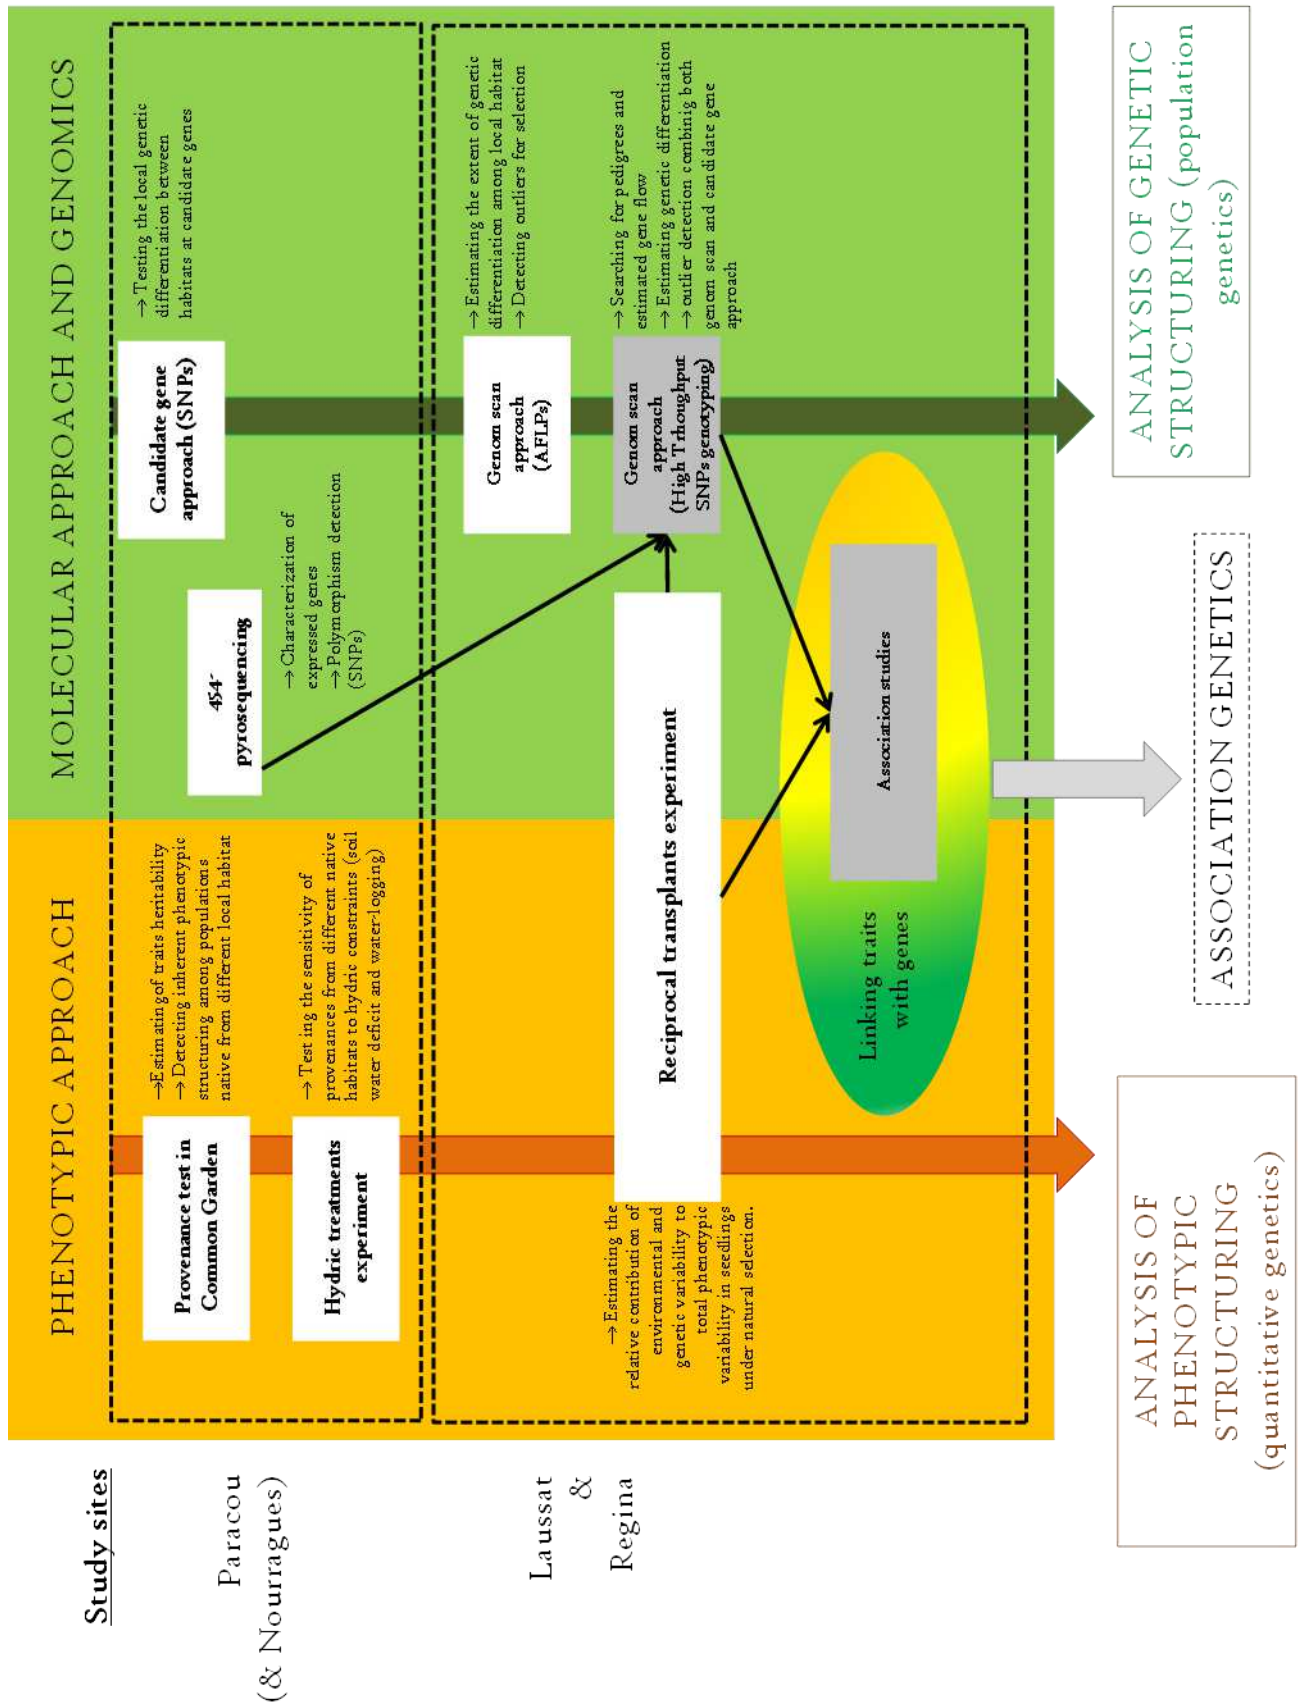 PHENOTYPIC APPROACH
MOLECULAR APPROACH AND GENOMICS
Study sites
Paracou
(& Nourragues)
Provenance test in
Common Garden
→Estimating of traits heritability
→ Detecting inherent phenotypic
structuring among populations
native from different local habitat
Hydric treatments
experiment
→ Test ing the sensitivity of
provenances from different native
habitats to hydric constraints (soil
water deficit and water-logging)
454-
pyrosequencing
→ Characterization of
expressed genes
→ Polymorphism detection
(SNPs)
Candidate gene
approach (SNPs)
→ Testing the local genetic
differentiation between
habitats at candidate genes
Laussat
&
Regina
Genom scan
approach
(AFLPs)
→ Estimating the extent of genetic
differentiation among local habitat
→ Detecting outliers for selection
→ Estimating the
relative contribution of
environmental and
genetic variability to
total phenotypic
variability in seedlings
under natural selection.
Reciprocal transplants experiment
Genom scan
approach
(High Trhoughput
SNPs genotyping)
→ Searching for pedigrees and
estimated gene flow
→ Estimating genetic differentiation
→ outlier detection combinig both
genom scan and candidate gene
approach
Linking traits
with genes
Association studies
ANALYSIS OF
PHENOTYPIC
STRUCTURING
(quantitative genetics)
ASSOCIATION GENETICS
ANALYSIS OF GENETIC
STRUCTURING (population
genetics)